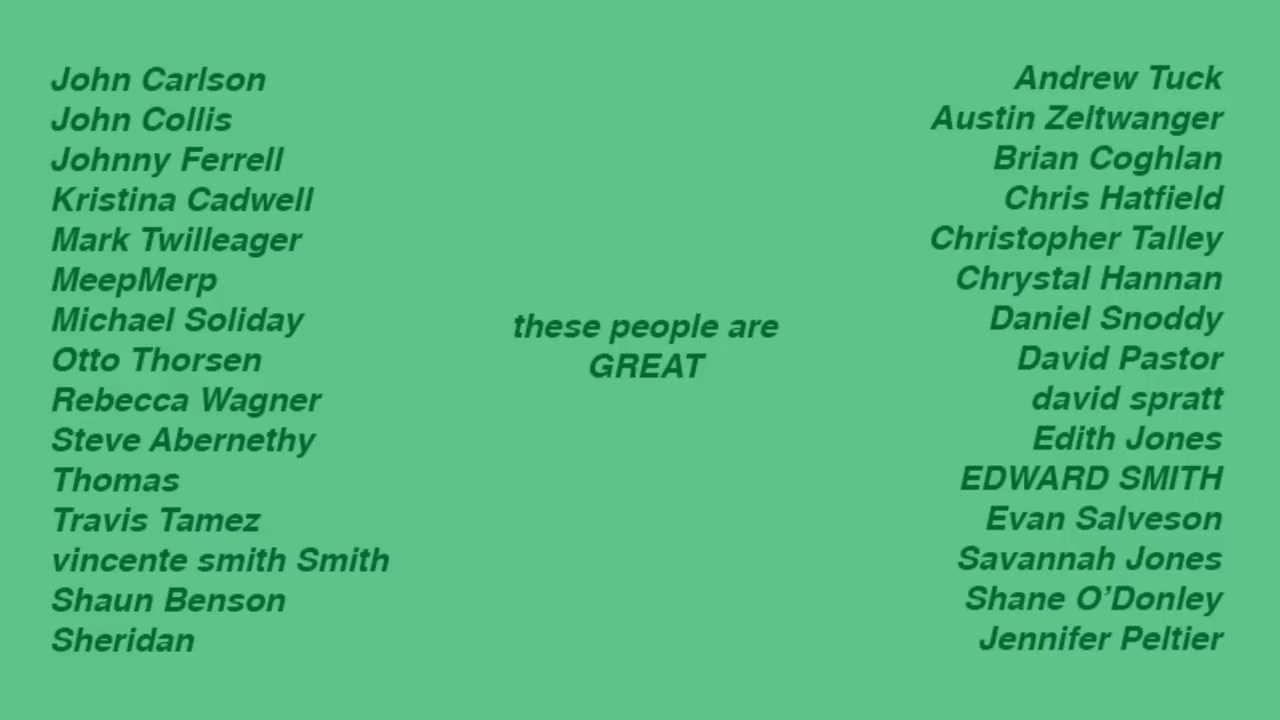 John Carlson
John Collis
Johnny Ferrell
Kristina Cadwell
Mark Twilleager
MeepMerp
Michael Soliday
Otto Thorsen
Rebecca Wagner
Steve Abernethy
Thomas
Travis Tamez
vincente smith Smith
Shaun Benson
Sheridan
these people are
GREAT
Andrew Tuck
Austin Zeltwanger
Brian Coghlan
Chris Hatfield
Christopher Talley
Chrystal Hannan
Daniel Snoddy
David Pastor
david spratt
Edith Jones
EDWARD SMITH
Evan Salveson
Savannah Jones
Shane O’Donley
Jennifer Peltier